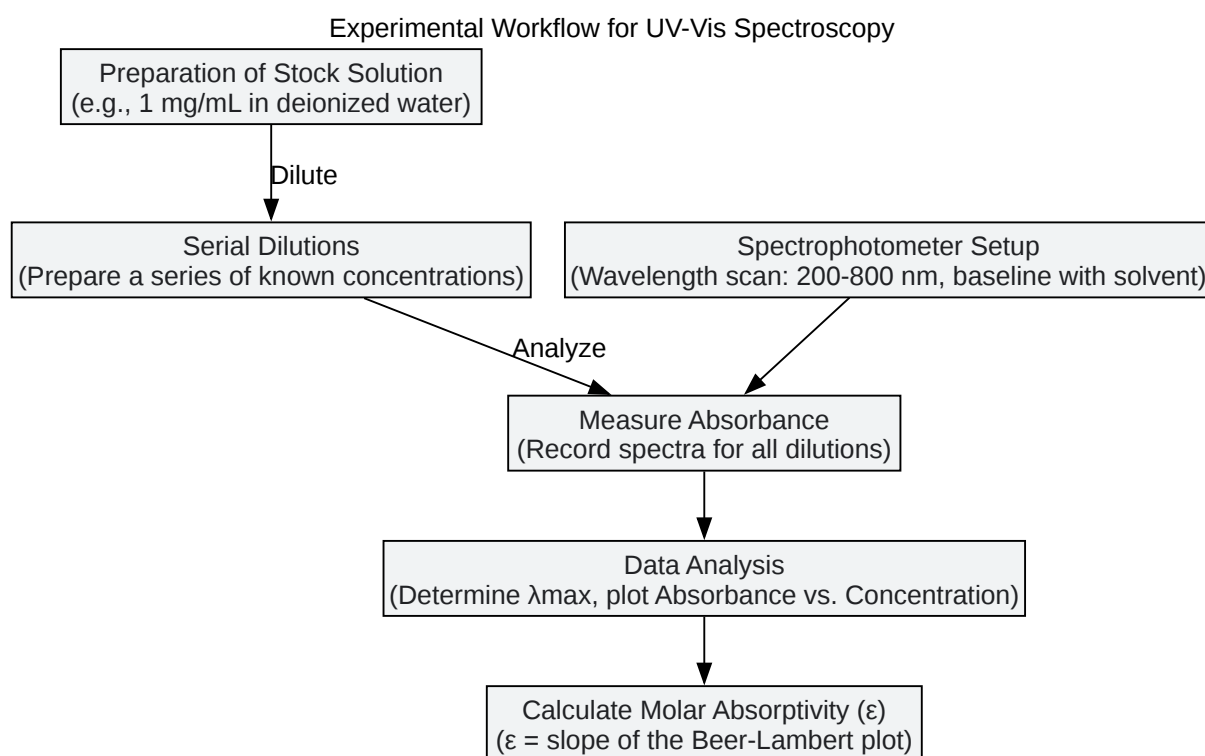 Experimental Workflow for UV-Vis Spectroscopy
Preparation of Stock Solution
(e.g., 1 mg/mL in deionized water)
Dilute
Serial Dilutions
(Prepare a series of known concentrations)
Spectrophotometer Setup
(Wavelength scan: 200-800 nm, baseline with solvent)
Analyze
Measure Absorbance
(Record spectra for all dilutions)
Data Analysis
(Determine λmax, plot Absorbance vs. Concentration)
Calculate Molar Absorptivity (ε)
(ε = slope of the Beer-Lambert plot)